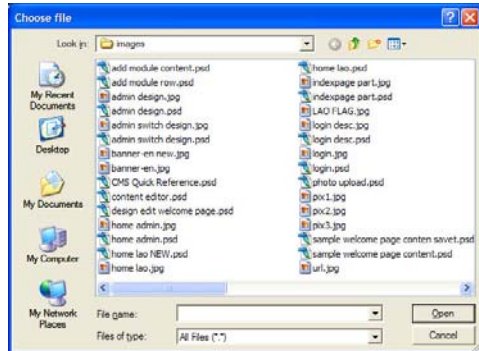 Choose file
Look in:
images
My Recent
Documents
Desktop
My Documents
My Computer
My Network
Places
add module content.psd
add module row.psd
admin design.jpg
admin design.psd
admin switch design.jpg
admin switch design.psd
banner-en new.jpg
banner-en.jpg
CMS Quick Reference.psd
content editor.psd
design edit welcome page.psd
home admin.jpg
home admin.psd
home lao NEW.psd
home lao.jpg
home lao.psd
indexpage part.jpg
indexpage part.psd
LAO FLAG.jpg
login desc.jpg
login desc.psd
login.jpg
login.psd
photo upload.psd
pix1.jpg
pix2.jpg
pix3.jpg
sample welcome page conten savet.psd
sample welcome page content.psd
url.jpg
File name:
Open
Files of type:
All Files (*.*)
Cancel